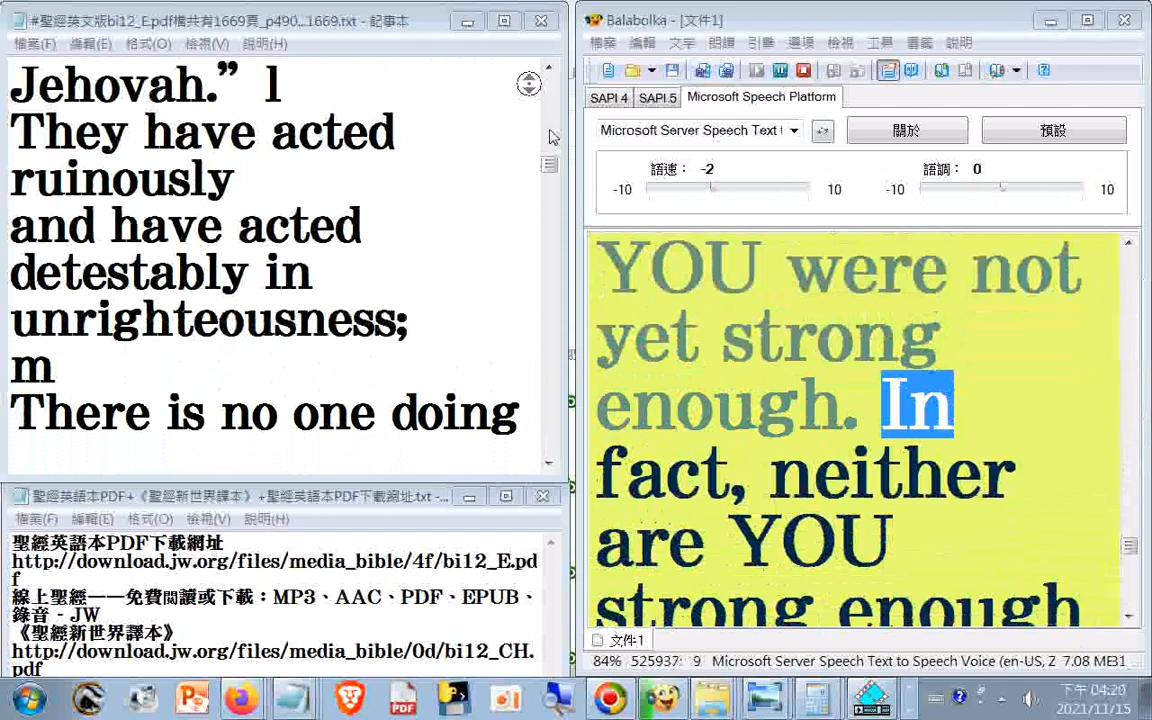 #聖經英文版bi12_E.pdf橫共有1669頁_p490,..1669.txt - 記事本
檔案(F) 編輯(E) 格式(O) 檢視(V) 說明(H)
Jehovah.” l
They have acted
ruinously
and have acted
detestably in
unrighteousness;
m
There is no one doing
聖經英語本PDF+《聖經新世界譯本》+聖經英語本PDF下載網址.txt -...
檔案(F) 編輯(E) 格式(O) 檢視(V) 說明(H)
聖經英語本PDF下載網址
http://download.jw.org/files/media_bible/4f/bi12_E.pd
f
線上聖經——免費閱讀或下載：MP3、AAC、PDF、EPUB、
錄音 - JW
《聖經新世界譯本》
http://download.jw.org/files/media_bible/0d/bi12_CH.
pdf
Balabolka - [文件1]
檔案 編輯 文字 朗讀 引擎 選項 檢視 工具 書籤 說明
SAPI 4 SAPI 5 Microsoft Speech Platform
Microsoft Server Speech Text 關於 預設
語速： -2 語調： 0
-10 10 -10 10
YOU were not
yet strong
enough. In
fact, neither
are YOU
strong enough
文件1
84% 525937: 9 Microsoft Server Speech Text to Speech Voice (en-US, Z 7.08 MB
下午 04:20
2021/11/15